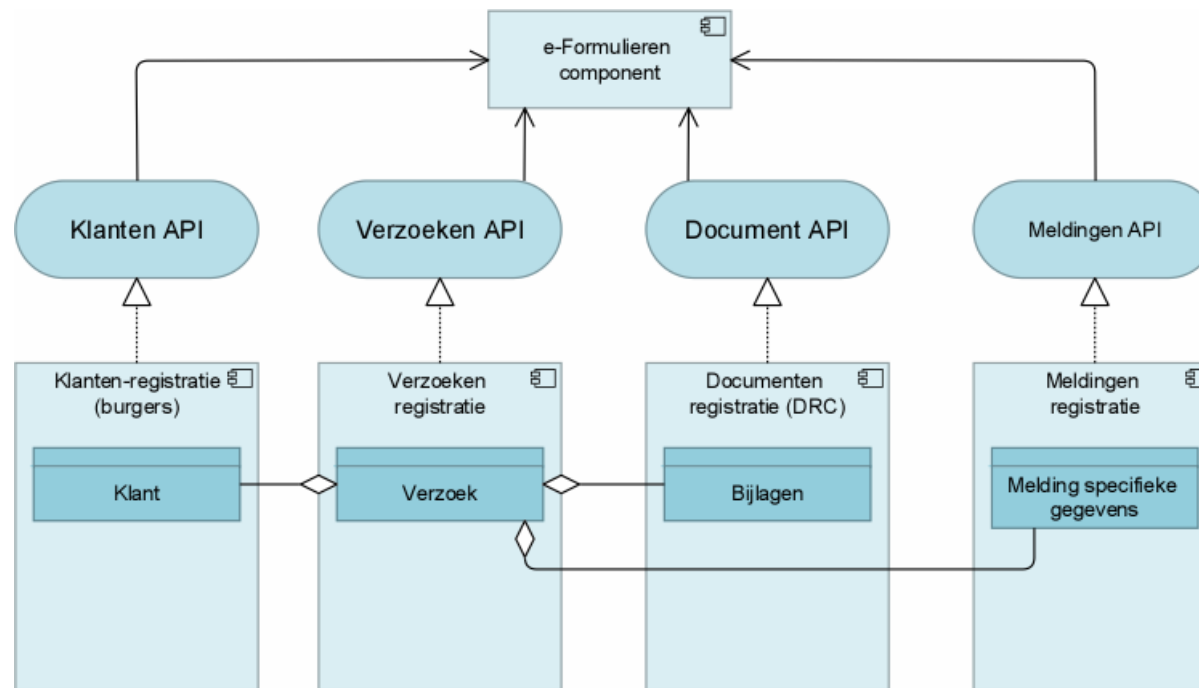 e-Formulieren
component
Klanten API
Verzoeken API
Document API
Meldingen API
Klanten-registratie
(burgers)
Verzoeken
registratie
Documenten
registratie (DRC)
Meldingen
registratie
Klant
Verzoek
Bijlagen
Melding specifieke
gegevens